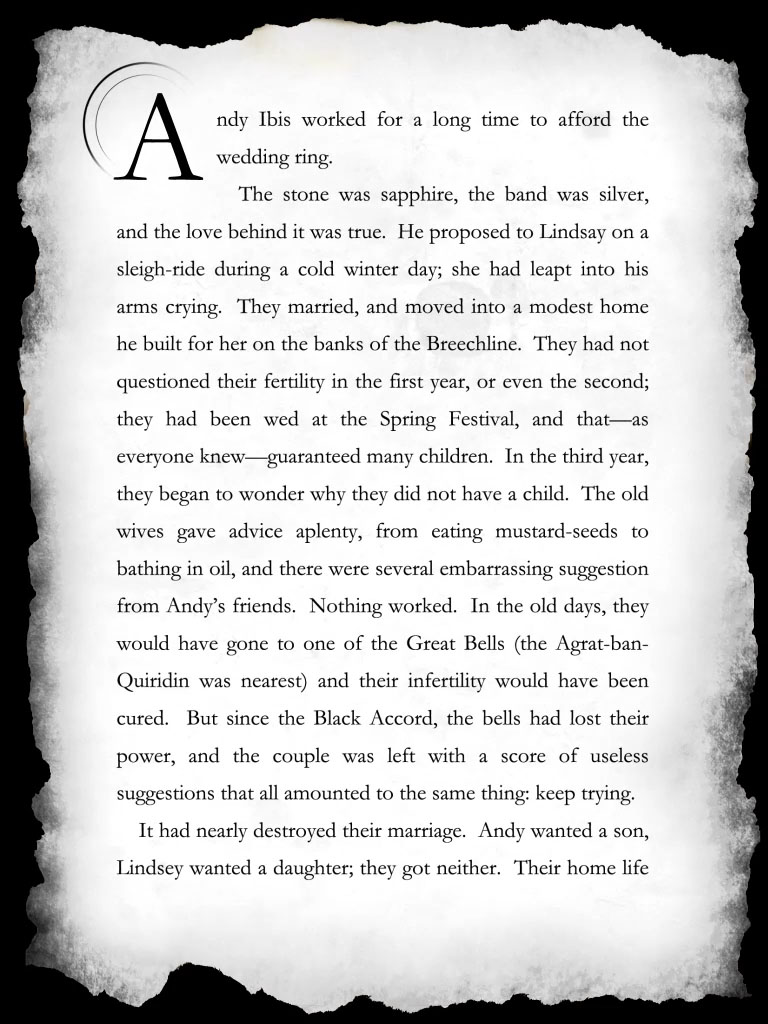 Andy Ibis worked for a long time to afford the
wedding ring.
The stone was sapphire, the band was silver,
and the love behind it was true.  He proposed to Lindsay on a
sleigh-ride during a cold winter day; she had leapt into his
arms crying.  They married, and moved into a modest home
he built for her on the banks of the Breechline.  They had not
questioned their fertility in the first year, or even the second;
they had been wed at the Spring Festival, and that—as
everyone knew—guaranteed many children.  In the third year,
they began to wonder why they did not have a child.  The old
wives gave advice aplenty, from eating mustard-seeds to
bathing in oil, and there were several embarrassing suggestion
from Andy’s friends.  Nothing worked.  In the old days, they
would have gone to one of the Great Bells (the Agrat-ban-
Quiridin was nearest) and their infertility would have been
cured.  But since the Black Accord, the bells had lost their
power, and the couple was left with a score of useless
suggestions that all amounted to the same thing: keep trying.
It had nearly destroyed their marriage.  Andy wanted a son,
Lindsey wanted a daughter; they got neither.  Their home life